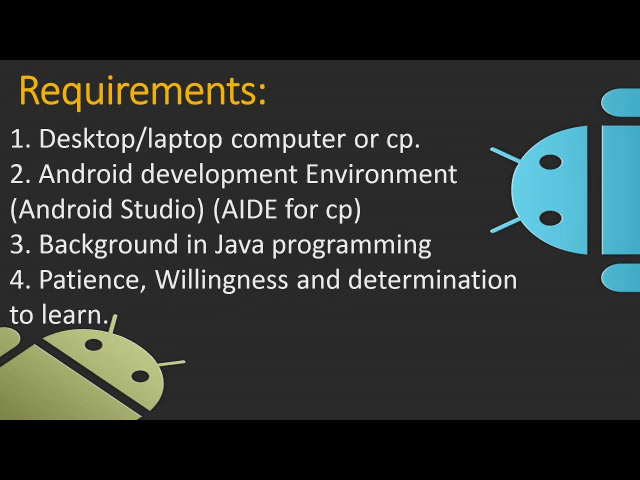 Requirements:
1. Desktop/laptop computer or cp.
2. Android development Environment
(Android Studio) (AIDE for cp)
3. Background in Java programming
4. Patience, Willingness and determination
to learn.